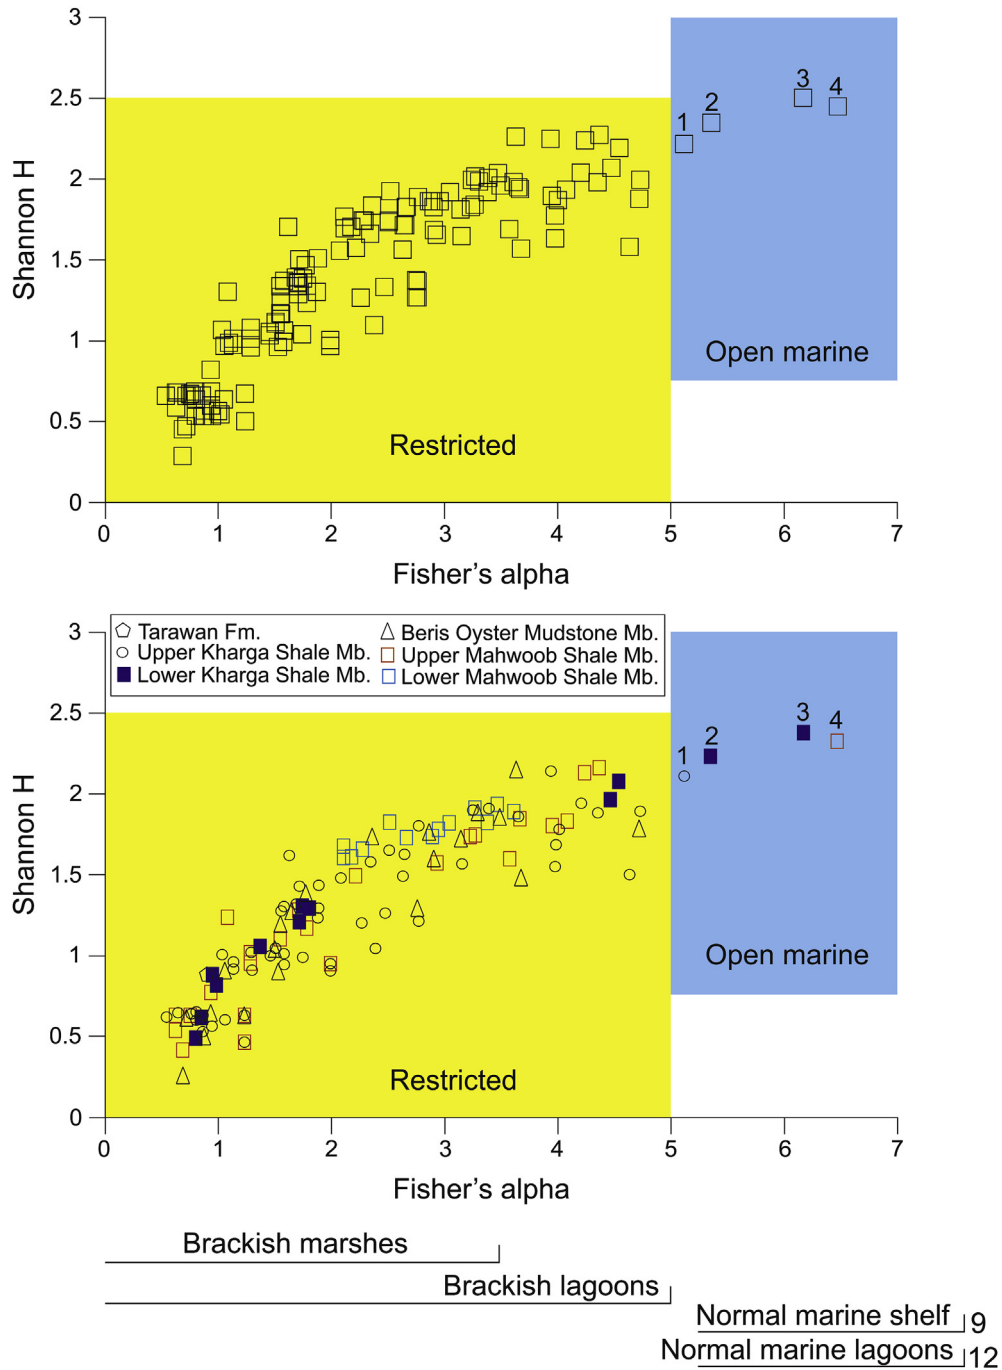 3
2.5
2
1.5
1
0.5
0
Shannon H
1
2
3
4
Open marine
Restricted
0 1 2 3 4 5 6 7
Fisher's alpha
3
2.5
2
1.5
1
0.5
0
Shannon H
Tarawan Fm.
Upper Kharga Shale Mb.
Lower Kharga Shale Mb.
Beris Oyster Mudstone Mb.
Upper Mahwoob Shale Mb.
Lower Mahwoob Shale Mb.
1
2
3
4
Open marine
Restricted
0 1 2 3 4 5 6 7
Fisher's alpha
Brackish marshes
Brackish lagoons
Normal marine shelf 9
Normal marine lagoons 12